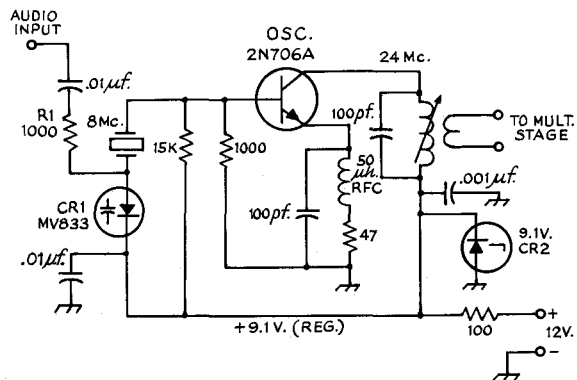 AUDIO
INPUT
OSC.
2N706A
24 Mc.
.01µf.
R1
1000
8Mc.
15K
1000
100pf.
50
µh.
RFC
100pf.
TO MULT.
STAGE
.001µf.
CR1
MV833
47
9.1V.
CR2
.01µf.
+9.1V. (REG.)
100
+
12V.
-